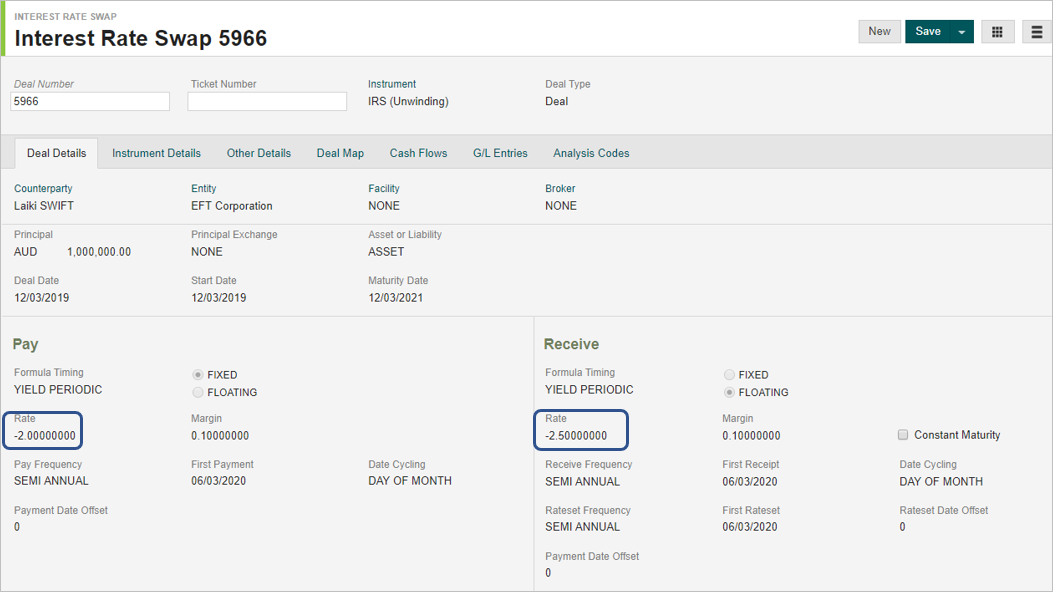 INTEREST RATE SWAP
Interest Rate Swap 5966
New Save
Deal Number Ticket Number Instrument Deal Type
5966 IRS (Unwinding) Deal
Deal Details Instrument Details Other Details Deal Map Cash Flows G/L Entries Analysis Codes
Counterparty Entity Facility Broker
Laiki SWIFT EFT Corporation NONE NONE
Principal Principal Exchange Asset or Liability
AUD 1,000,000.00 NONE ASSET
Deal Date Start Date Maturity Date
12/03/2019 12/03/2019 12/03/2021
Pay
Formula Timing FIXED
YIELD PERIODIC FLOATING
Rate Margin
-2.00000000 0.10000000
Pay Frequency First Payment Date Cycling
SEMI ANNUAL 06/03/2020 DAY OF MONTH
Payment Date Offset
0
Receive
Formula Timing FIXED
YIELD PERIODIC FLOATING
Rate Margin
-2.50000000 0.10000000 Constant Maturity
Receive Frequency First Receipt Date Cycling
SEMI ANNUAL 06/03/2020 DAY OF MONTH
Rateset Frequency First Rateset Rateset Date Offset
SEMI ANNUAL 06/03/2020 0
Payment Date Offset
0